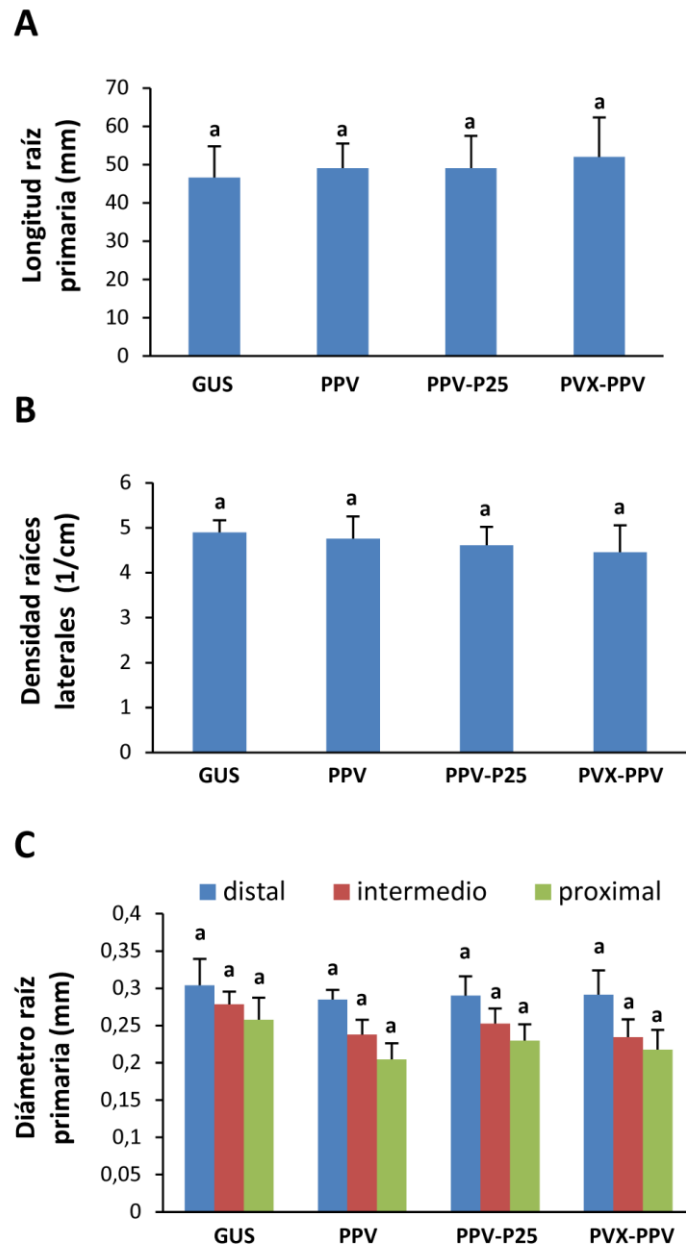 A
Longitud raíz
primaria (mm)
70
60
50
40
30
20
10
0
a
a
a
a
GUS
PPV
PPV-P25
PVX-PPV
B
Densidad raíces
laterales (1/cm)
6
5
4
3
2
1
0
a
a
a
a
GUS
PPV
PPV-P25
PVX-PPV
C
distal
intermedio
proximal
Diámetro raíz
primaria (mm)
0,4
0,35
0,3
0,25
0,2
0,15
0,1
0,05
0
a
a
a
a
a
a
a
a
a
a
a
a
GUS
PPV
PPV-P25
PVX-PPV